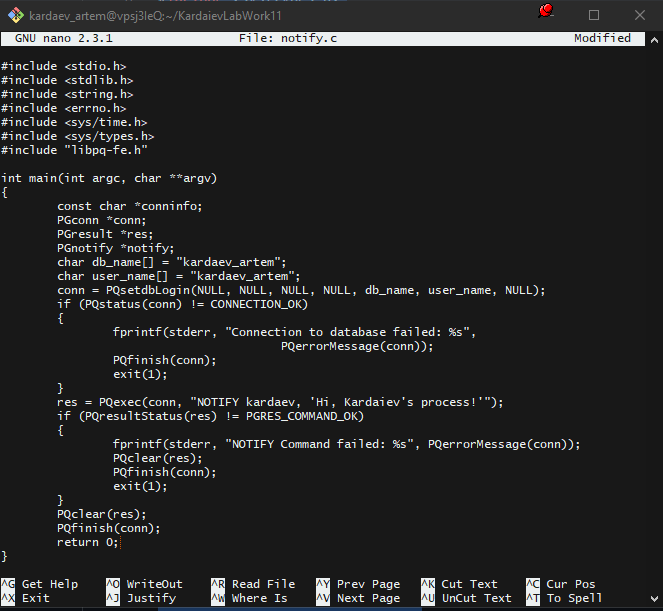 kardaev_artem@vpsj3leQ:~/KardaievLabWork11
GNU nano 2.3.1 File: notify.c Modified
#include <stdio.h>
#include <stdlib.h>
#include <string.h>
#include <errno.h>
#include <sys/time.h>
#include <sys/types.h>
#include "libpq-fe.h"
int main(int argc, char **argv)
{
const char *conninfo;
PGconn *conn;
PGresult *res;
PGnotify *notify;
char db_name[] = "kardaev_artem";
char user_name[] = "kardaev_artem";
conn = PQsetdbLogin(NULL, NULL, NULL, NULL, db_name, user_name, NULL);
if (PQstatus(conn) != CONNECTION_OK)
{
fprintf(stderr, "Connection to database failed: %s",
PQerrorMessage(conn));
PQfinish(conn);
exit(1);
}
res = PQexec(conn, "NOTIFY kardaev, 'Hi, Kardaiev's process!'");
if (PQresultStatus(res) != PGRES_COMMAND_OK)
{
fprintf(stderr, "NOTIFY Command failed: %s", PQerrorMessage(conn));
PQclear(res);
PQfinish(conn);
exit(1);
}
PQclear(res);
PQfinish(conn);
return 0;
}
^G Get Help ^O WriteOut ^R Read File ^Y Prev Page ^K Cut Text ^C Cur Pos
^X Exit ^J Justify ^W Where Is ^V Next Page ^U UnCut Text ^T To Spell